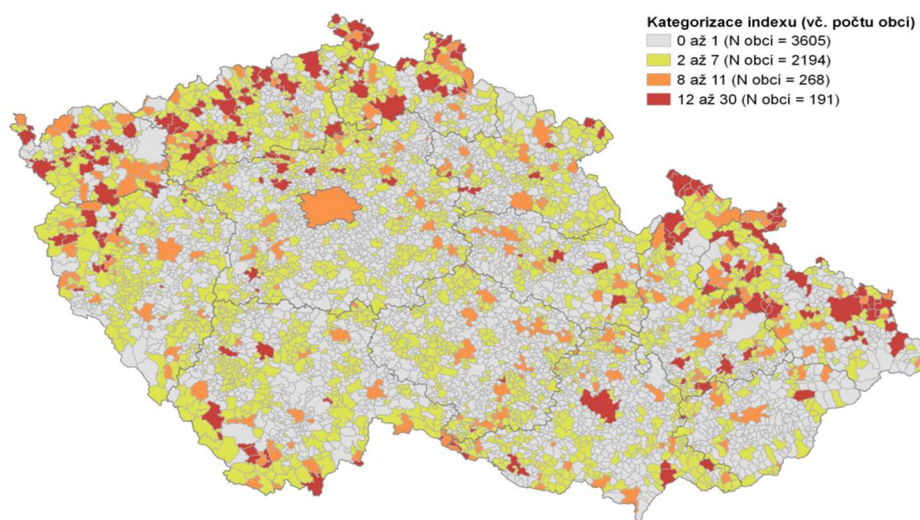 Kategorizace indexu (vč. počtu obcí)
0 až 1 (N obcí = 3605)
2 až 7 (N obcí = 2194)
8 až 11 (N obcí = 268)
12 až 30 (N obcí = 191)